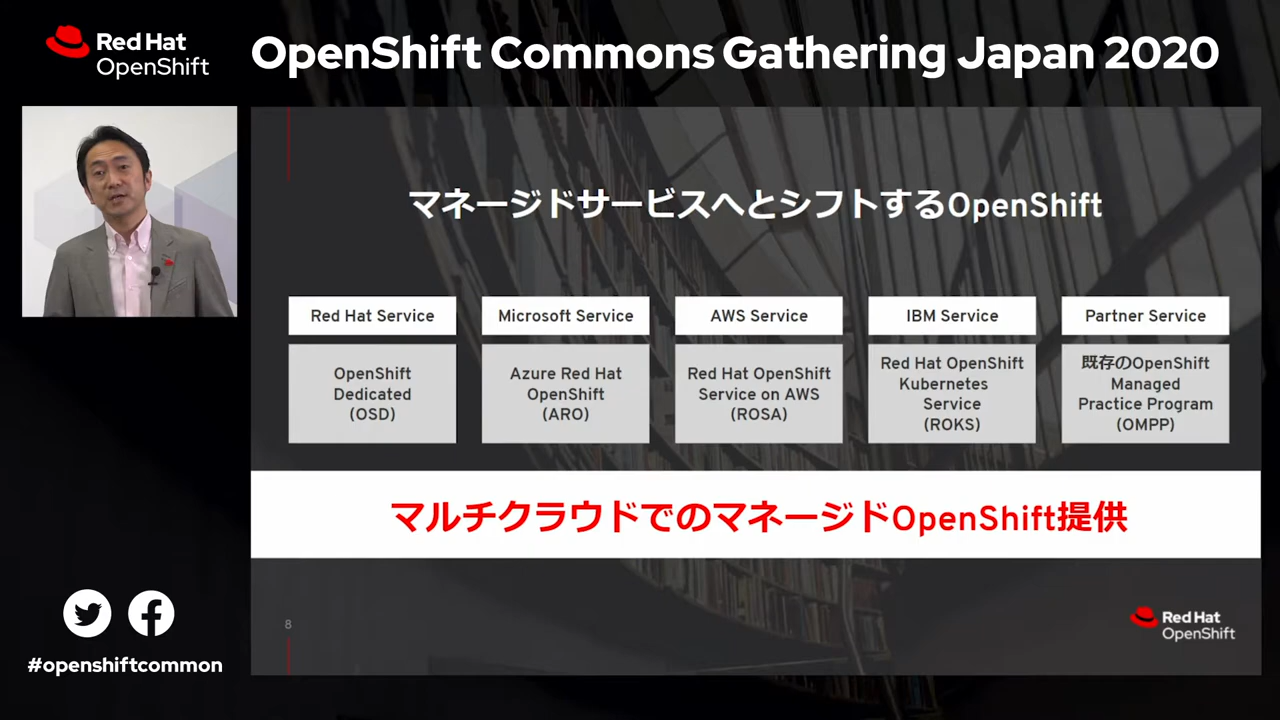 Red Hat
OpenShift
OpenShift Commons Gathering Japan 2020
マネージドサービスへとシフトするOpenShift
Red Hat Service
OpenShift
Dedicated
(OSD)
Microsoft Service
Azure Red Hat
OpenShift
(ARO)
AWS Service
Red Hat OpenShift
Service on AWS
(ROSA)
IBM Service
Red Hat OpenShift
Kubernetes
Service
(ROKS)
Partner Service
既存のOpenShift
Managed
Practice Program
(OMPP)
マルチクラウドでのマネージドOpenShift提供
8
Red Hat
OpenShift
#openshiftcommon